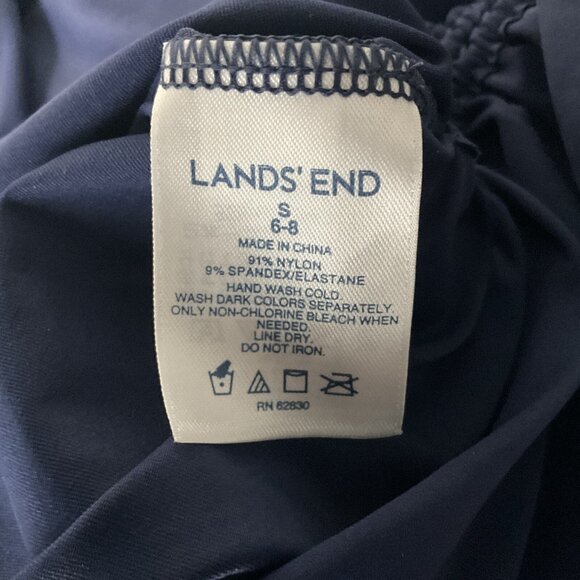 LANDS' END
S
6-8
MADE IN CHINA
91% NYLON
9% SPANDEX/ELASTANE
HAND WASH COLD.
WASH DARK COLORS SEPARATELY.
ONLY NON-CHLORINE BLEACH WHEN
NEEDED.
LINE DRY.
DO NOT IRON.
RN 62830